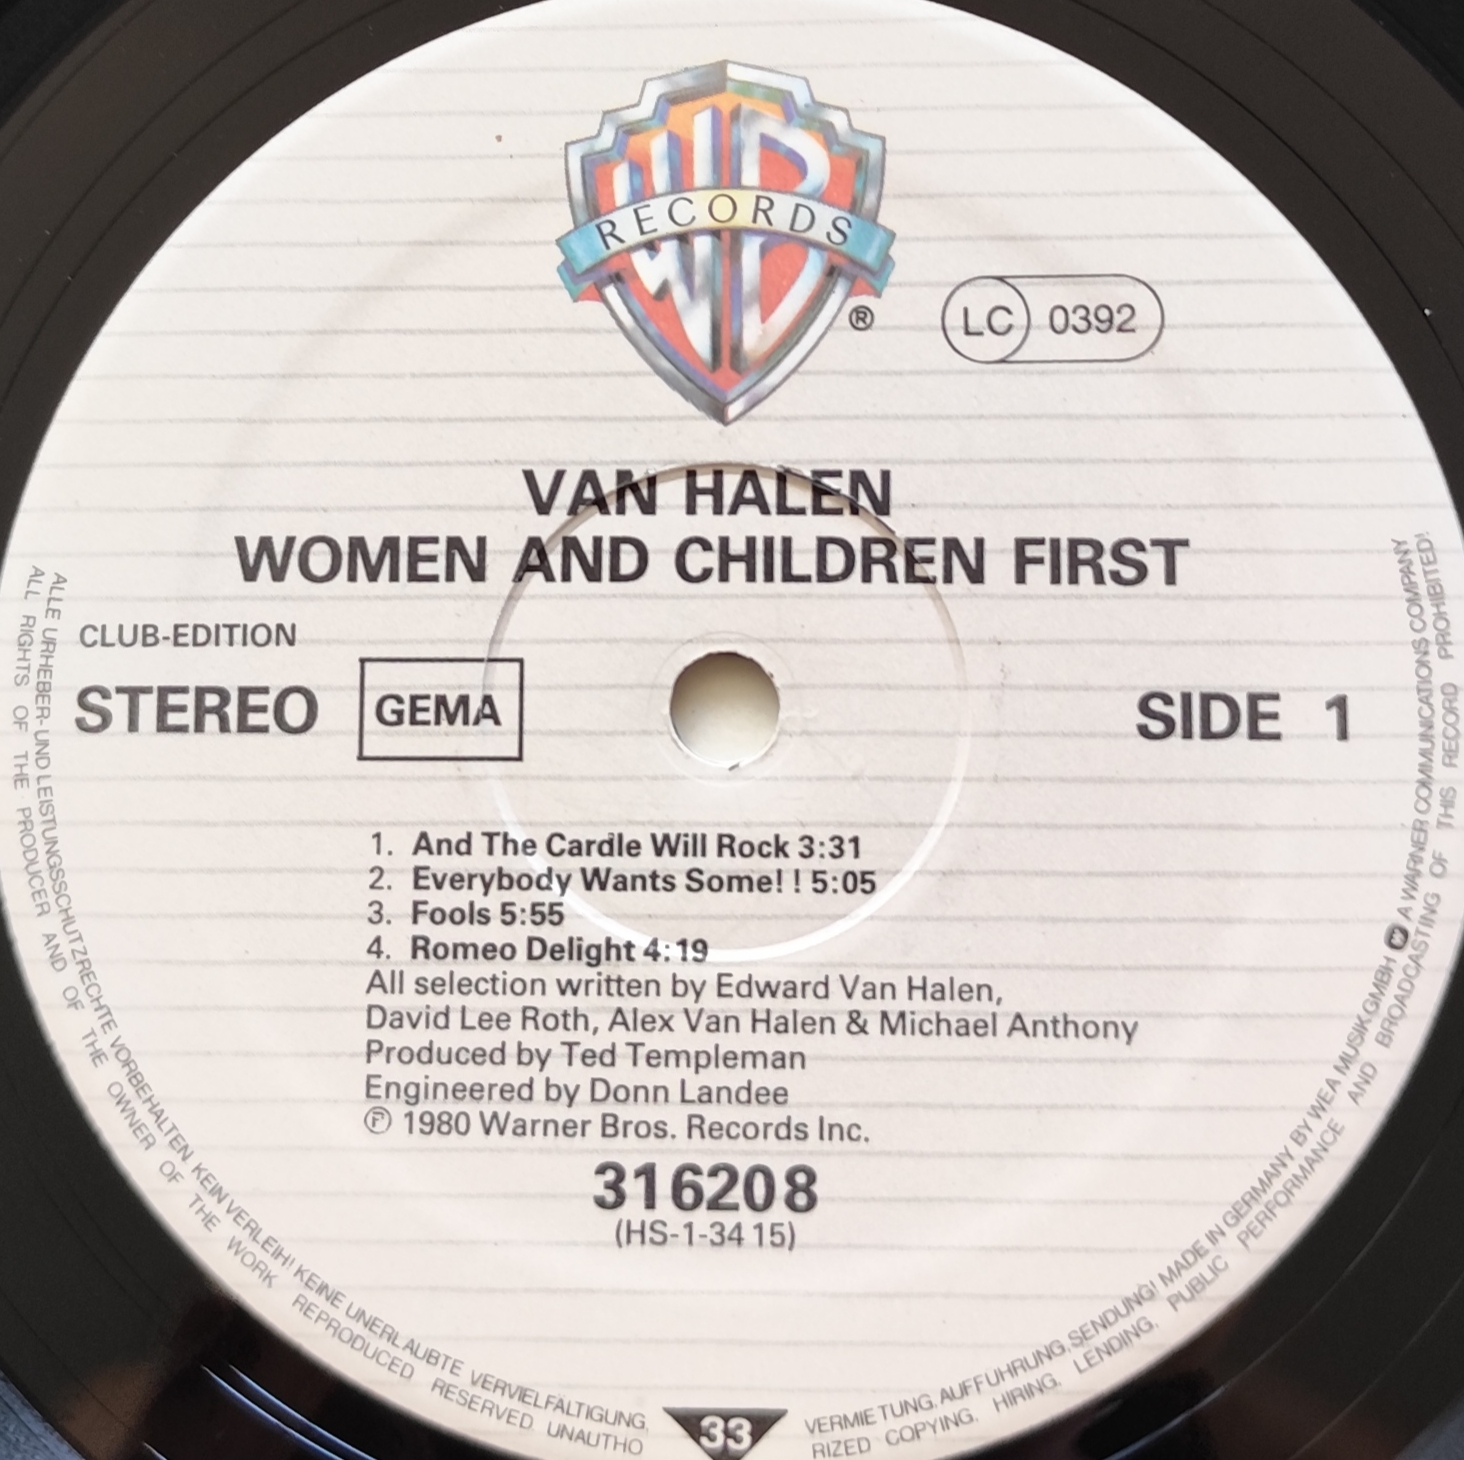 WB
RECORDS
®
LC 0392
VAN HALEN
WOMEN AND CHILDREN FIRST
CLUB-EDITION
STEREO GEMA SIDE 1
1. And The Cardle Will Rock 3:31
2. Everybody Wants Some! ! 5:05
3. Fools 5:55
4. Romeo Delight 4:19
All selection written by Edward Van Halen,
David Lee Roth, Alex Van Halen & Michael Anthony
Produced by Ted Templeman
Engineered by Donn Landee
Ⓟ 1980 Warner Bros. Records Inc.
316208
(HS-1-34 15)
33
ALLE URHEBER- UND LEISTUNGSSCHUTZRECHTE VORBEHALTEN KEIN VERLEIH! KEINE UNERLAUBTE VERVIELFÄLTIGUNG, VERMIETUNG, AUFFÜHRUNG, SENDUNG! MADE IN GERMANY BY WEA MUSIK GMBH A WARNER COMMUNICATIONS COMPANY
ALL RIGHTS OF THE PRODUCER AND OF THE OWNER OF THE WORK REPRODUCED RESERVED. UNAUTHORIZED COPYING, HIRING, LENDING, PUBLIC PERFORMANCE AND BROADCASTING OF THIS RECORD PROHIBITED!